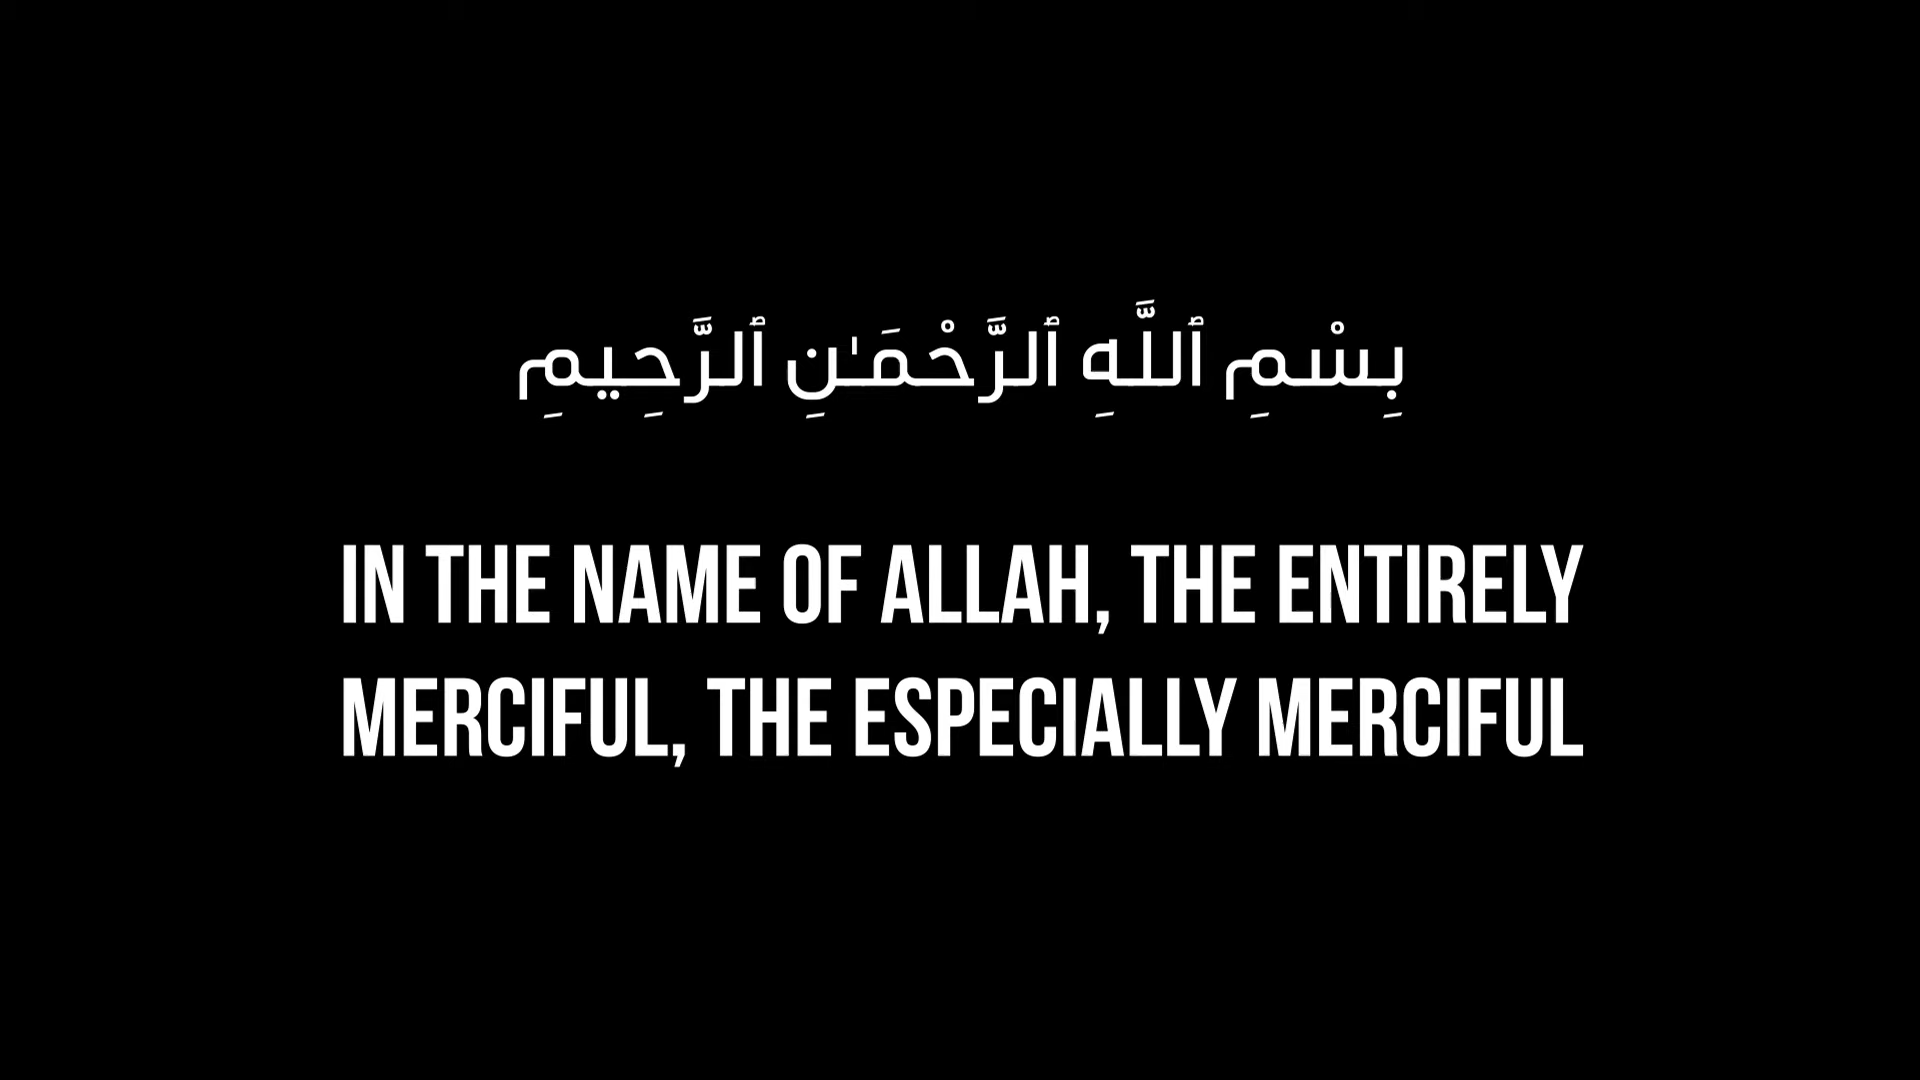 بِسْمِ ٱللَّهِ ٱلرَّحْمَـٰنِ ٱلرَّحِيمِ
IN THE NAME OF ALLAH, THE ENTIRELY
MERCIFUL, THE ESPECIALLY MERCIFUL